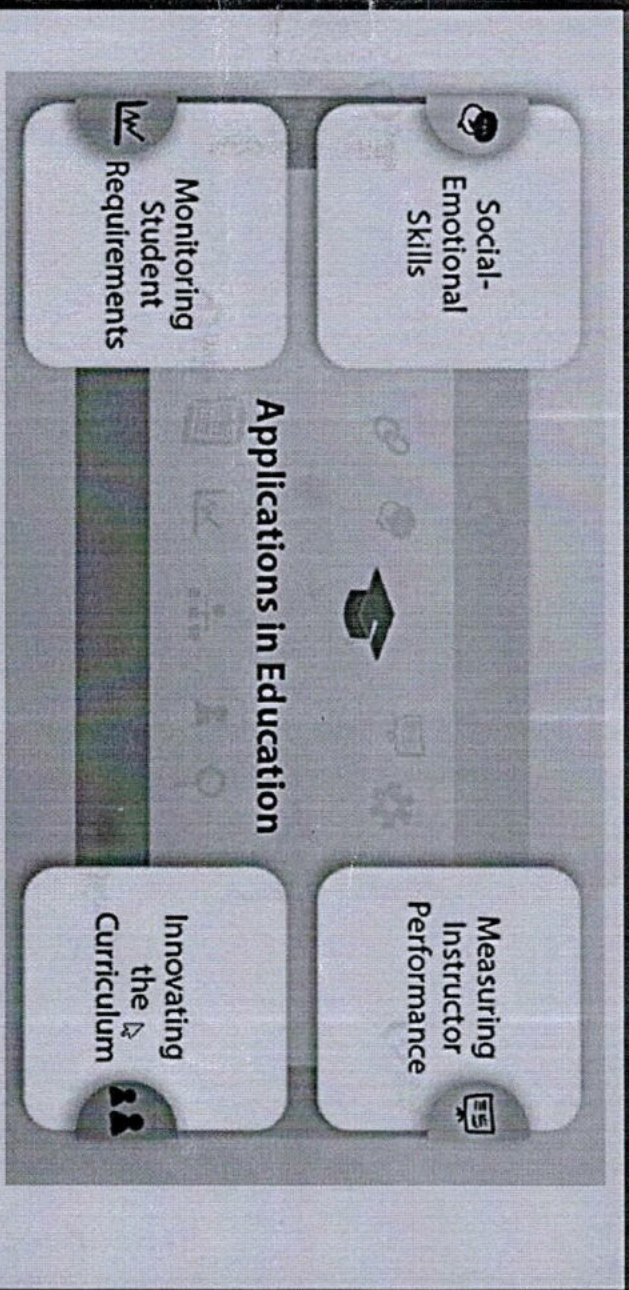 Social-
Emotional
Skills
Measuring
Instructor
Performance
Applications in Education
Monitoring
Student
Requirements
Innovating
the
Curriculum